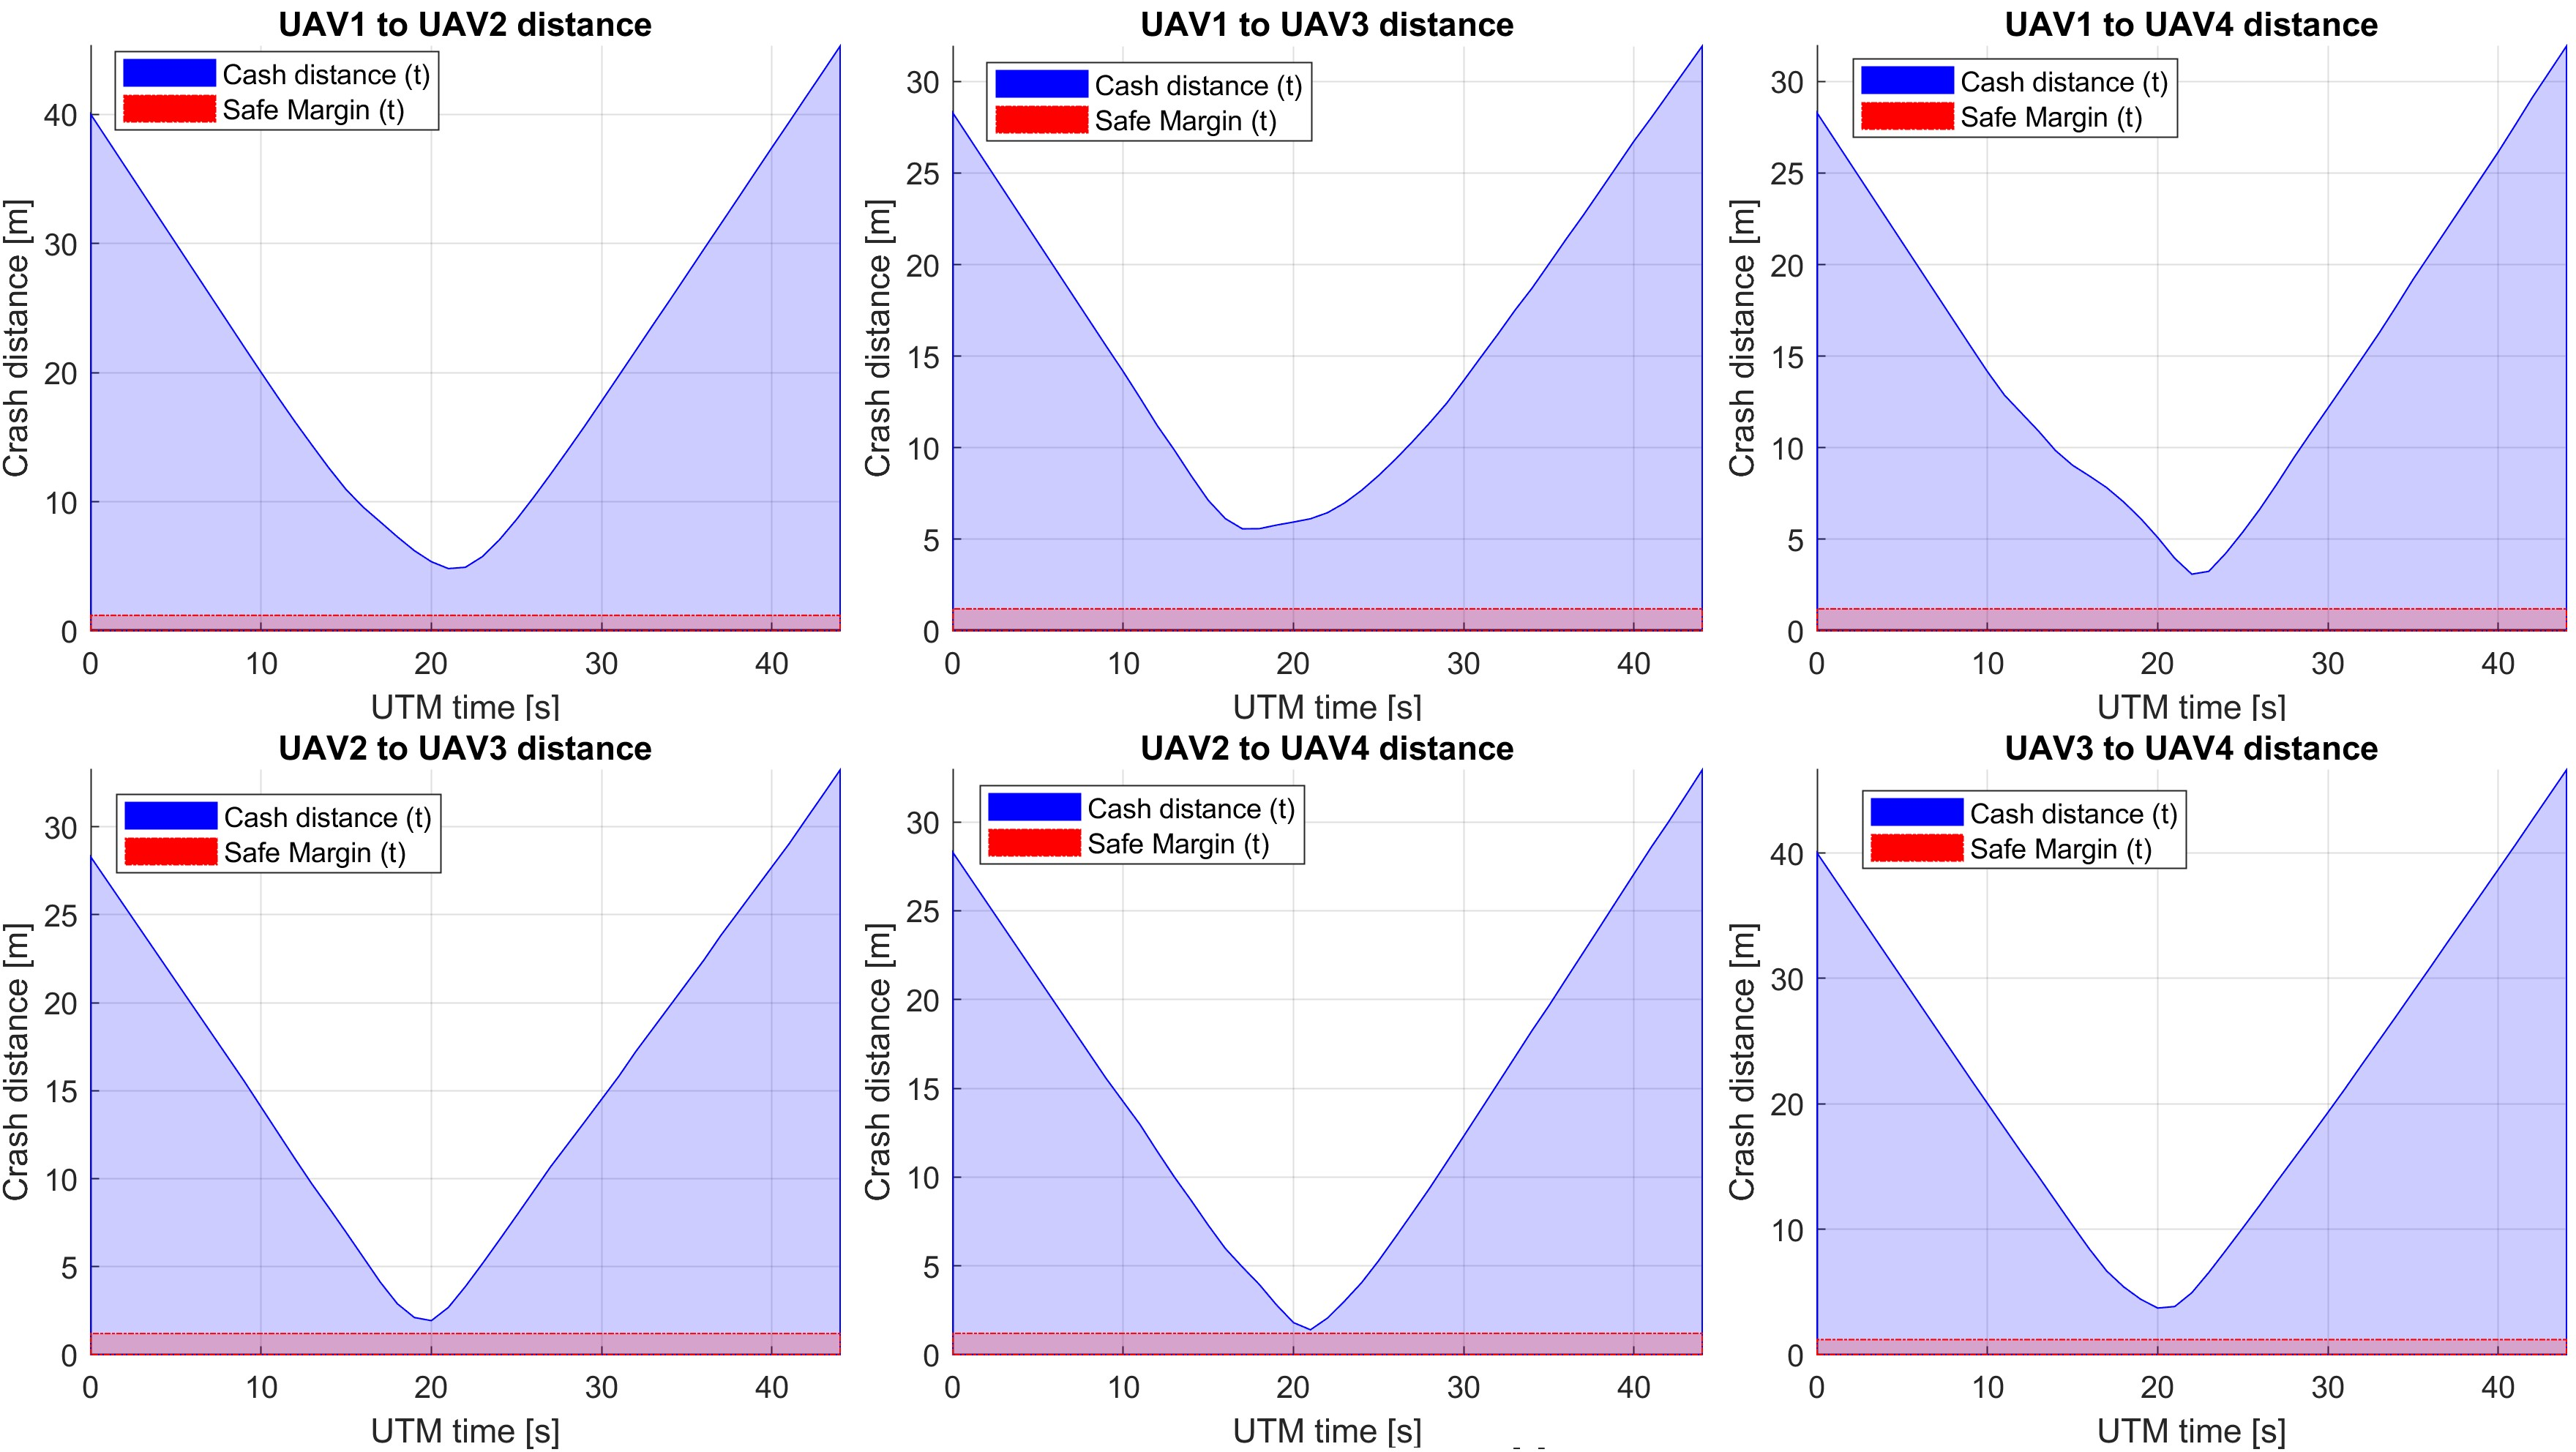 UAV1 to UAV2 distance
Cash distance (t)
Safe Margin (t)
Crash distance [m]
40
30
20
10
0
0 10 20 30 40
UTM time [s]
UAV1 to UAV3 distance
Cash distance (t)
Safe Margin (t)
Crash distance [m]
30
25
20
15
10
5
0
0 10 20 30 40
UTM time [s]
UAV1 to UAV4 distance
Cash distance (t)
Safe Margin (t)
Crash distance [m]
30
25
20
15
10
5
0
0 10 20 30 40
UTM time [s]
UAV2 to UAV3 distance
Cash distance (t)
Safe Margin (t)
Crash distance [m]
30
25
20
15
10
5
0
0 10 20 30 40
UTM time [s]
UAV2 to UAV4 distance
Cash distance (t)
Safe Margin (t)
Crash distance [m]
30
25
20
15
10
5
0
0 10 20 30 40
UTM time [s]
UAV3 to UAV4 distance
Cash distance (t)
Safe Margin (t)
Crash distance [m]
40
30
20
10
0
0 10 20 30 40
UTM time [s]